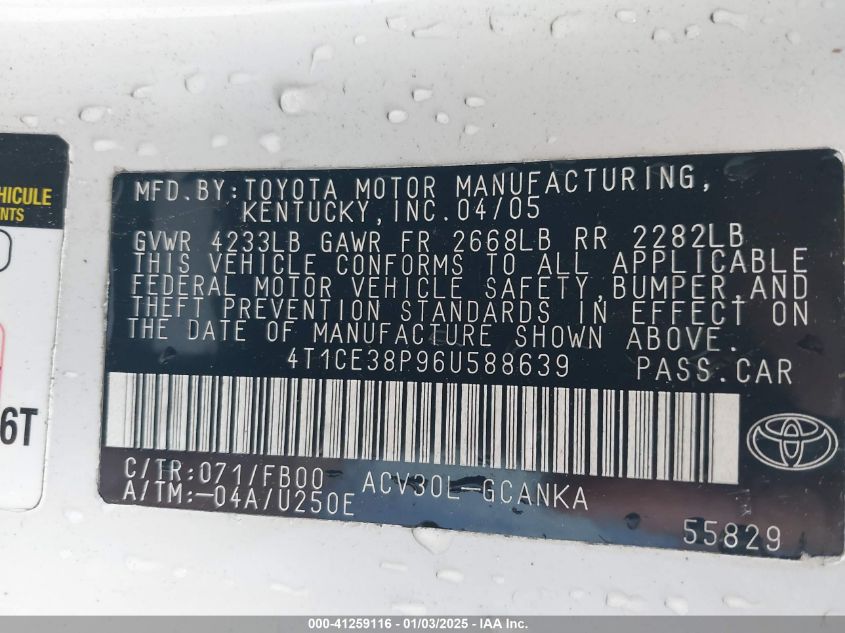 HICULE
NTS
6T
MFD.BY:TOYOTA MOTOR MANUFACTURING,
KENTUCKY,INC.04/05
GVWR 4233LB GAWR FR 2668LB RR 2282LB
THIS VEHICLE CONFORMS TO ALL APPLICABLE
FEDERAL MOTOR VEHICLE SAFETY,BUMPER,AND
THEFT PREVENTION STANDARDS IN EFFECT ON
THE DATE OF MANUFACTURE SHOWN ABOVE.
4T1CE38P96U588639 PASS.CAR
C/TR:071/FB00 ACV30L-GCANKA
A/TM:-04A/U250E
55829
000-41259116 - 01/03/2025 - IAA Inc.